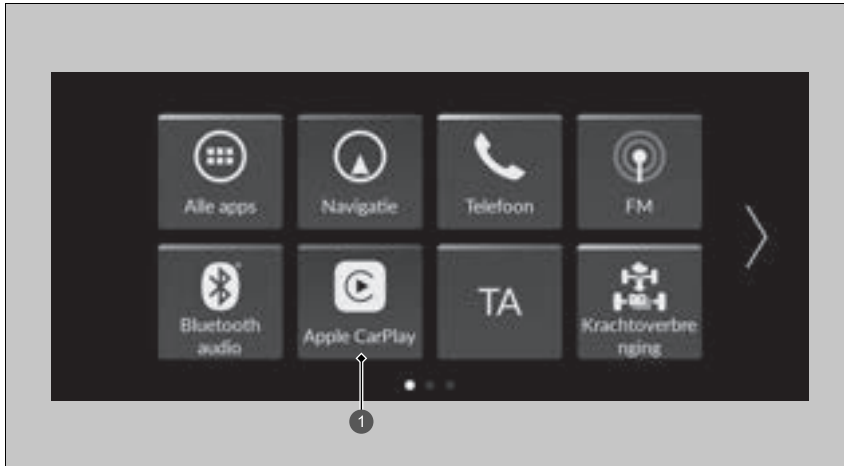 Alle apps
Navigatie
Telefoon
FM
Bluetooth
audio
Apple CarPlay
TA
Krachtoverbre
nging
1